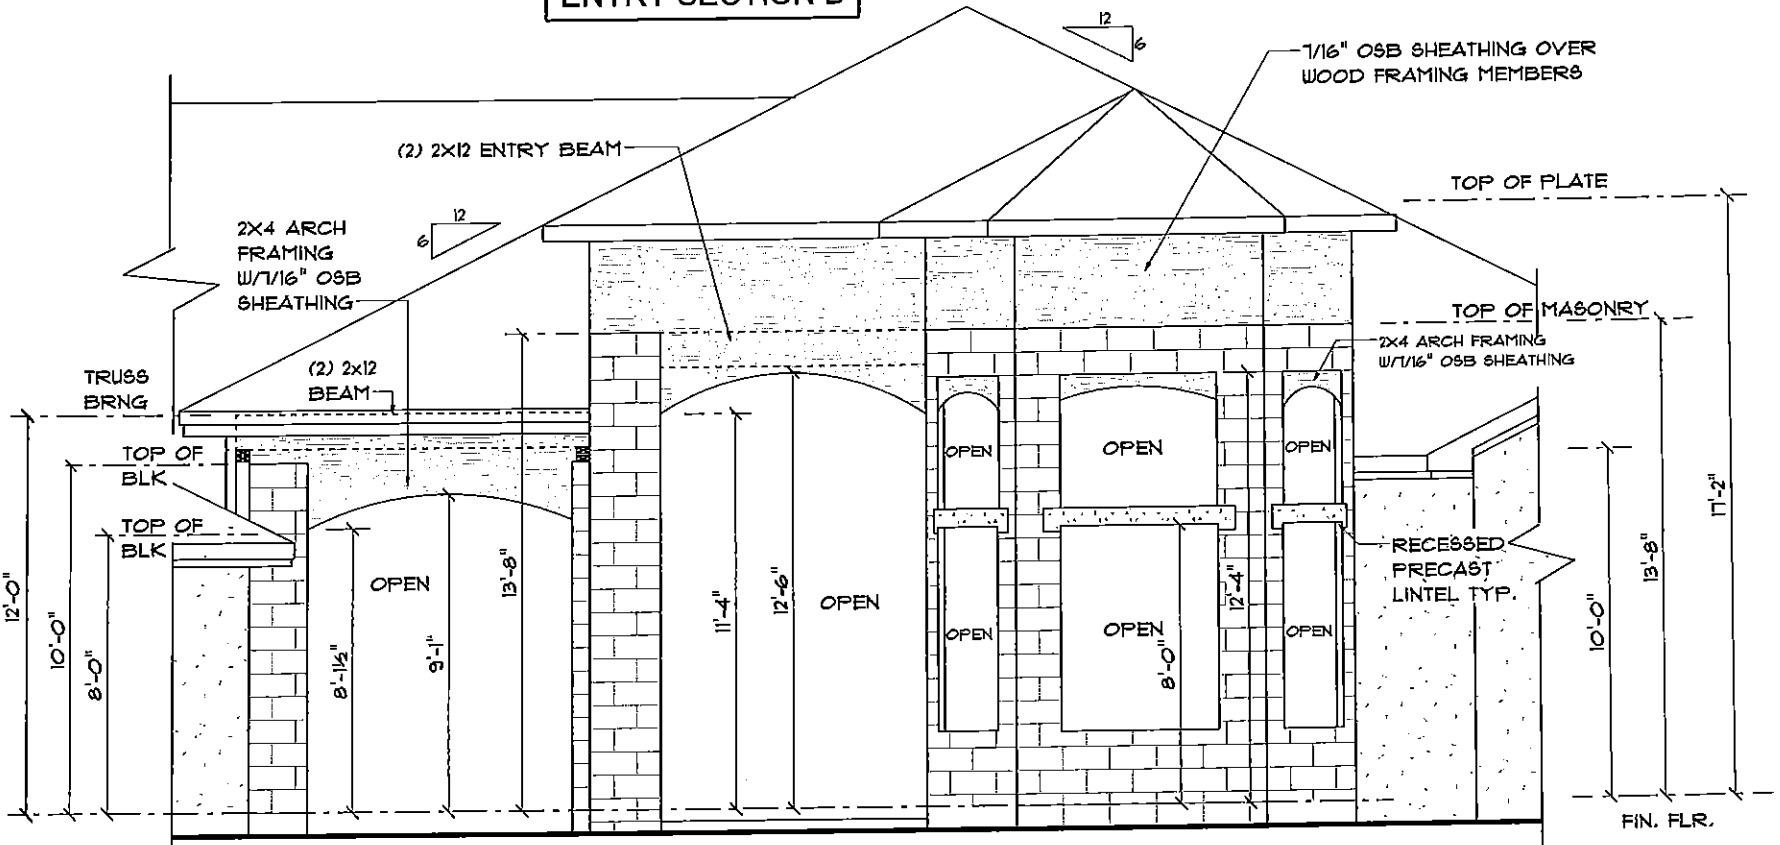 ENTRY SECTION B
12
6
7/16" OSB SHEATHING OVER
WOOD FRAMING MEMBERS
(2) 2X12 ENTRY BEAM
TOP OF PLATE
12
6
2X4 ARCH
FRAMING
W/7/16" OSB
SHEATHING
TOP OF MASONRY
2X4 ARCH FRAMING
W/7/16" OSB SHEATHING
(2) 2x12
BEAM
TRUSS
BRNG
TOP OF
BLK
TOP OF
BLK
OPEN
OPEN
OPEN
OPEN
OPEN
OPEN
OPEN
OPEN
RECESSED
PRECAST
LINTEL TYP.
12'-0"
10'-0"
8'-0"
8'-1½"
9'-1"
13'-8"
11'-4"
12'-6"
8'-0"
12'-4"
10'-0"
13'-8"
17'-2"
FIN. FLR.